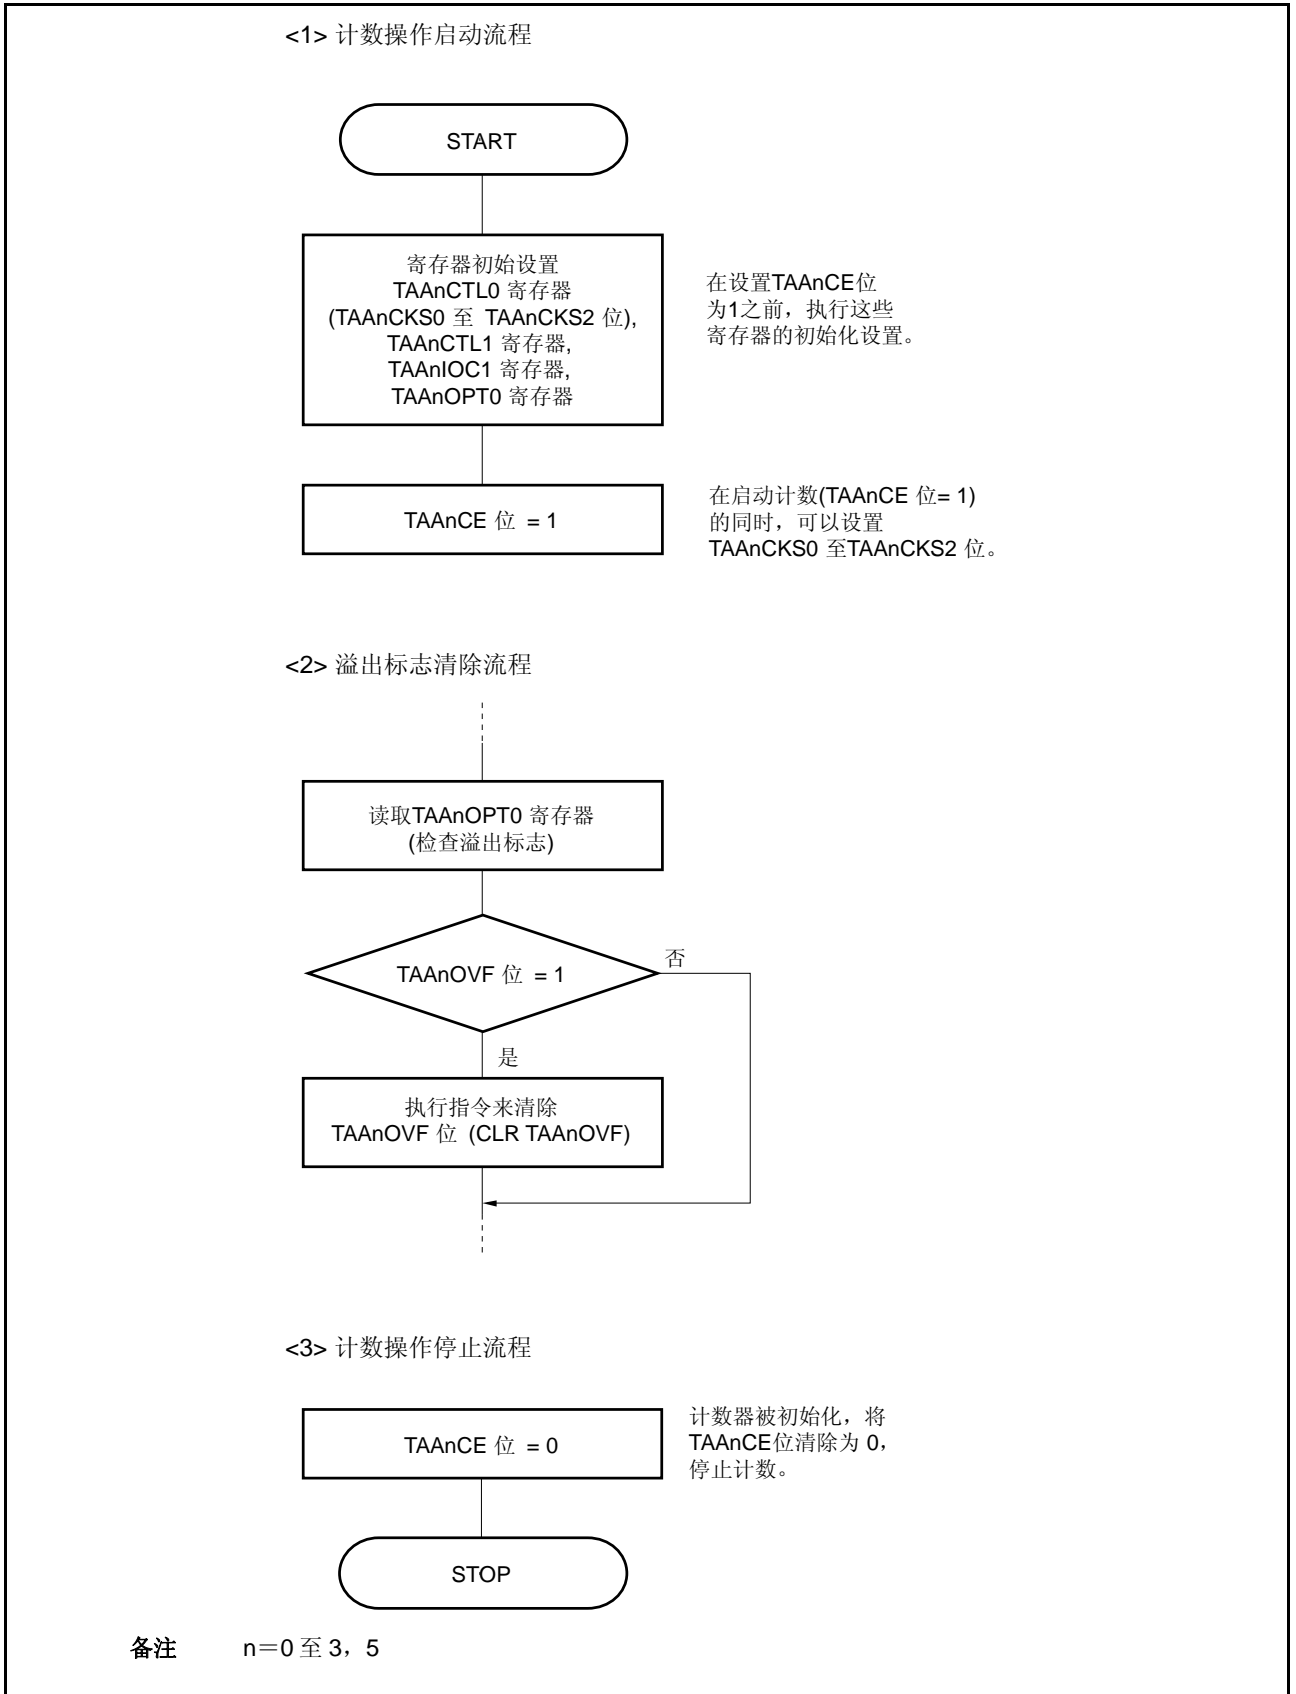 <1> 计数操作启动流程
START
寄存器初始设置
TAAnCTL0 寄存器
(TAAnCKS0 至 TAAnCKS2 位),
TAAnCTL1 寄存器,
TAAnIOC1 寄存器,
TAAnOPT0 寄存器
在设置TAAnCE位
为1之前，执行这些
寄存器的初始化设置。
TAAnCE 位 = 1
在启动计数(TAAnCE 位= 1)
的同时，可以设置
TAAnCKS0 至TAAnCKS2 位。
<2> 溢出标志清除流程
读取TAAnOPT0 寄存器
(检查溢出标志)
TAAnOVF 位 = 1
否
是
执行指令来清除
TAAnOVF 位 (CLR TAAnOVF)
<3> 计数操作停止流程
TAAnCE 位 = 0
计数器被初始化，将
TAAnCE位清除为 0，
停止计数。
STOP
备注 n＝0 至 3，5